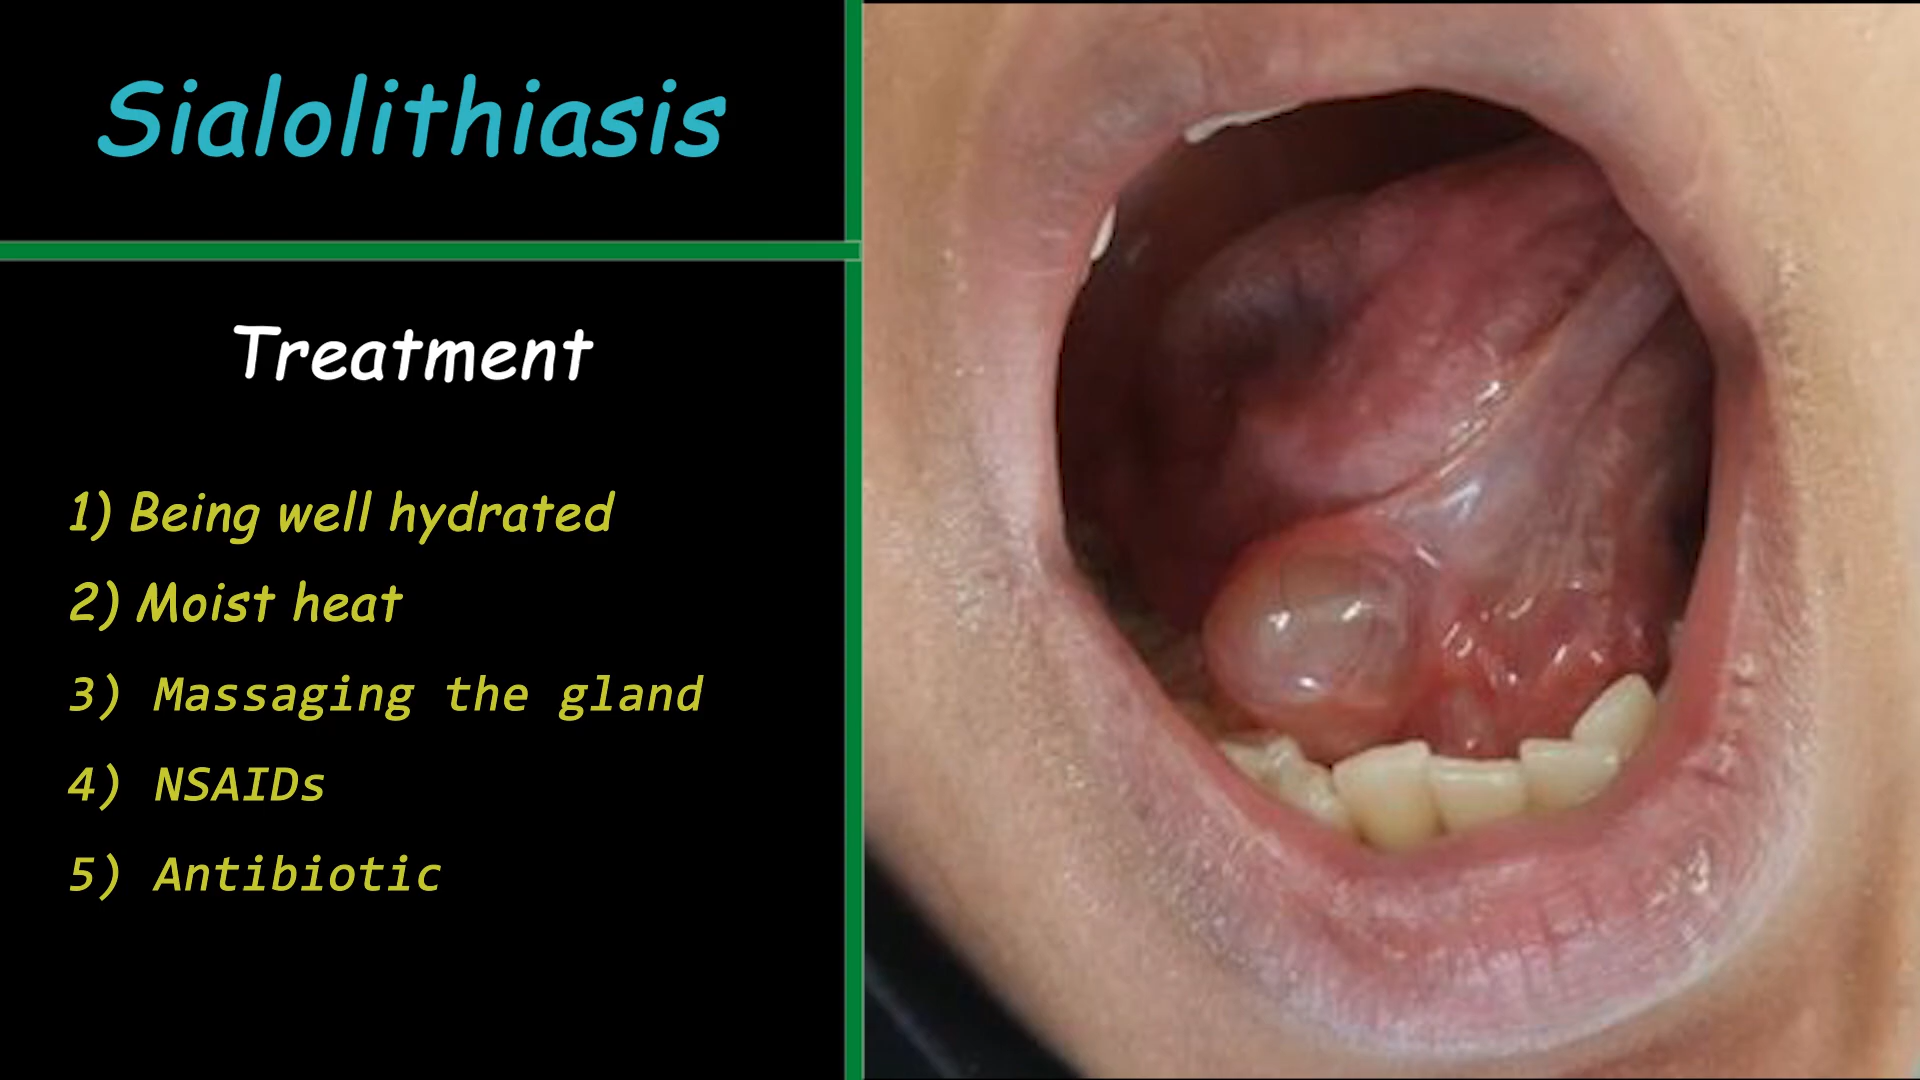 Sialolithiasis
Treatment
1) Being well hydrated
2) Moist heat
3) Massaging the gland
4) NSAIDs
5) Antibiotic